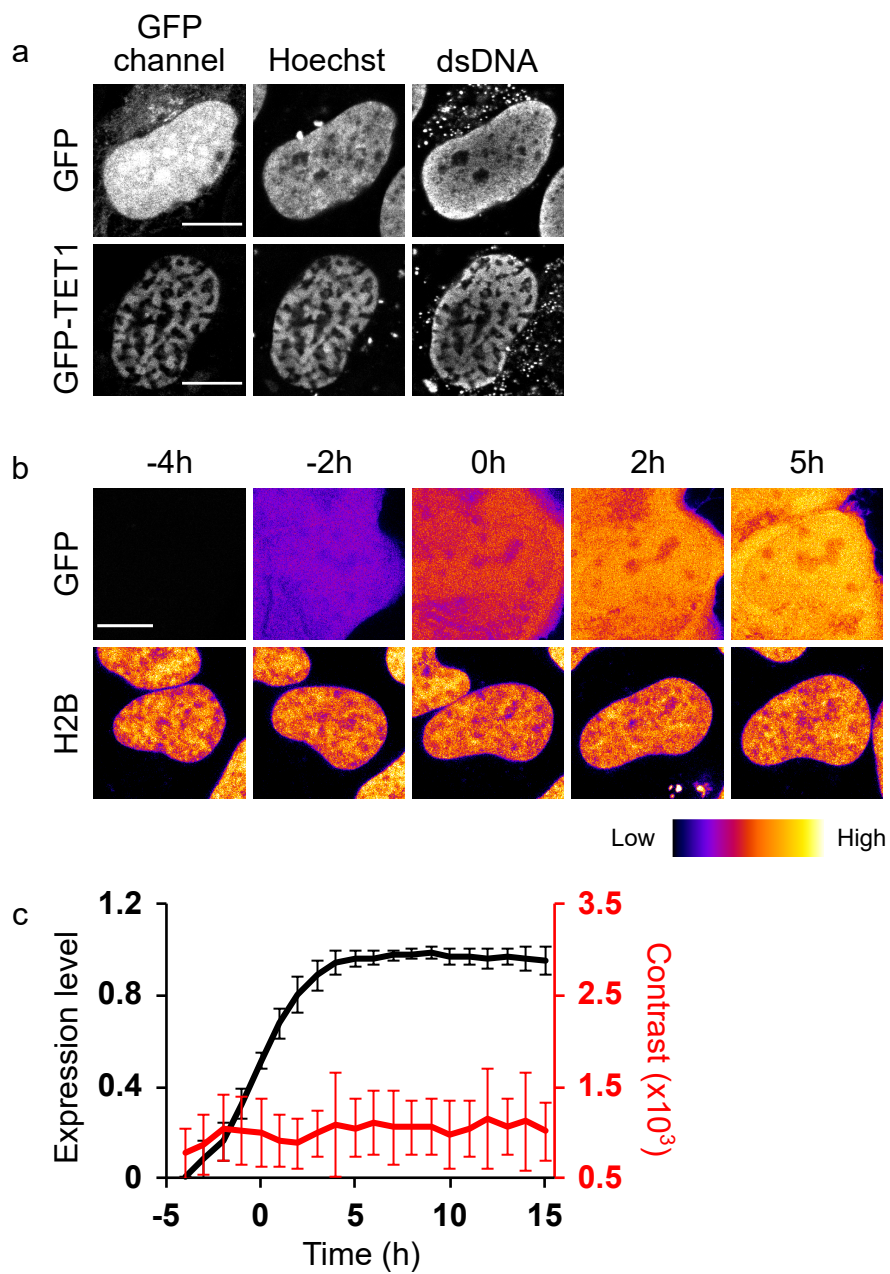 a
GFP
channel
Hoechst
dsDNA
GFP
GFP-TET1
b
-4h
-2h
0h
2h
5h
GFP
H2B
Low
High
c
1.2
0.8
0.4
0
Expression level
3.5
2.5
1.5
0.5
Contrast (x10³)
-5
0
5
10
15
Time (h)